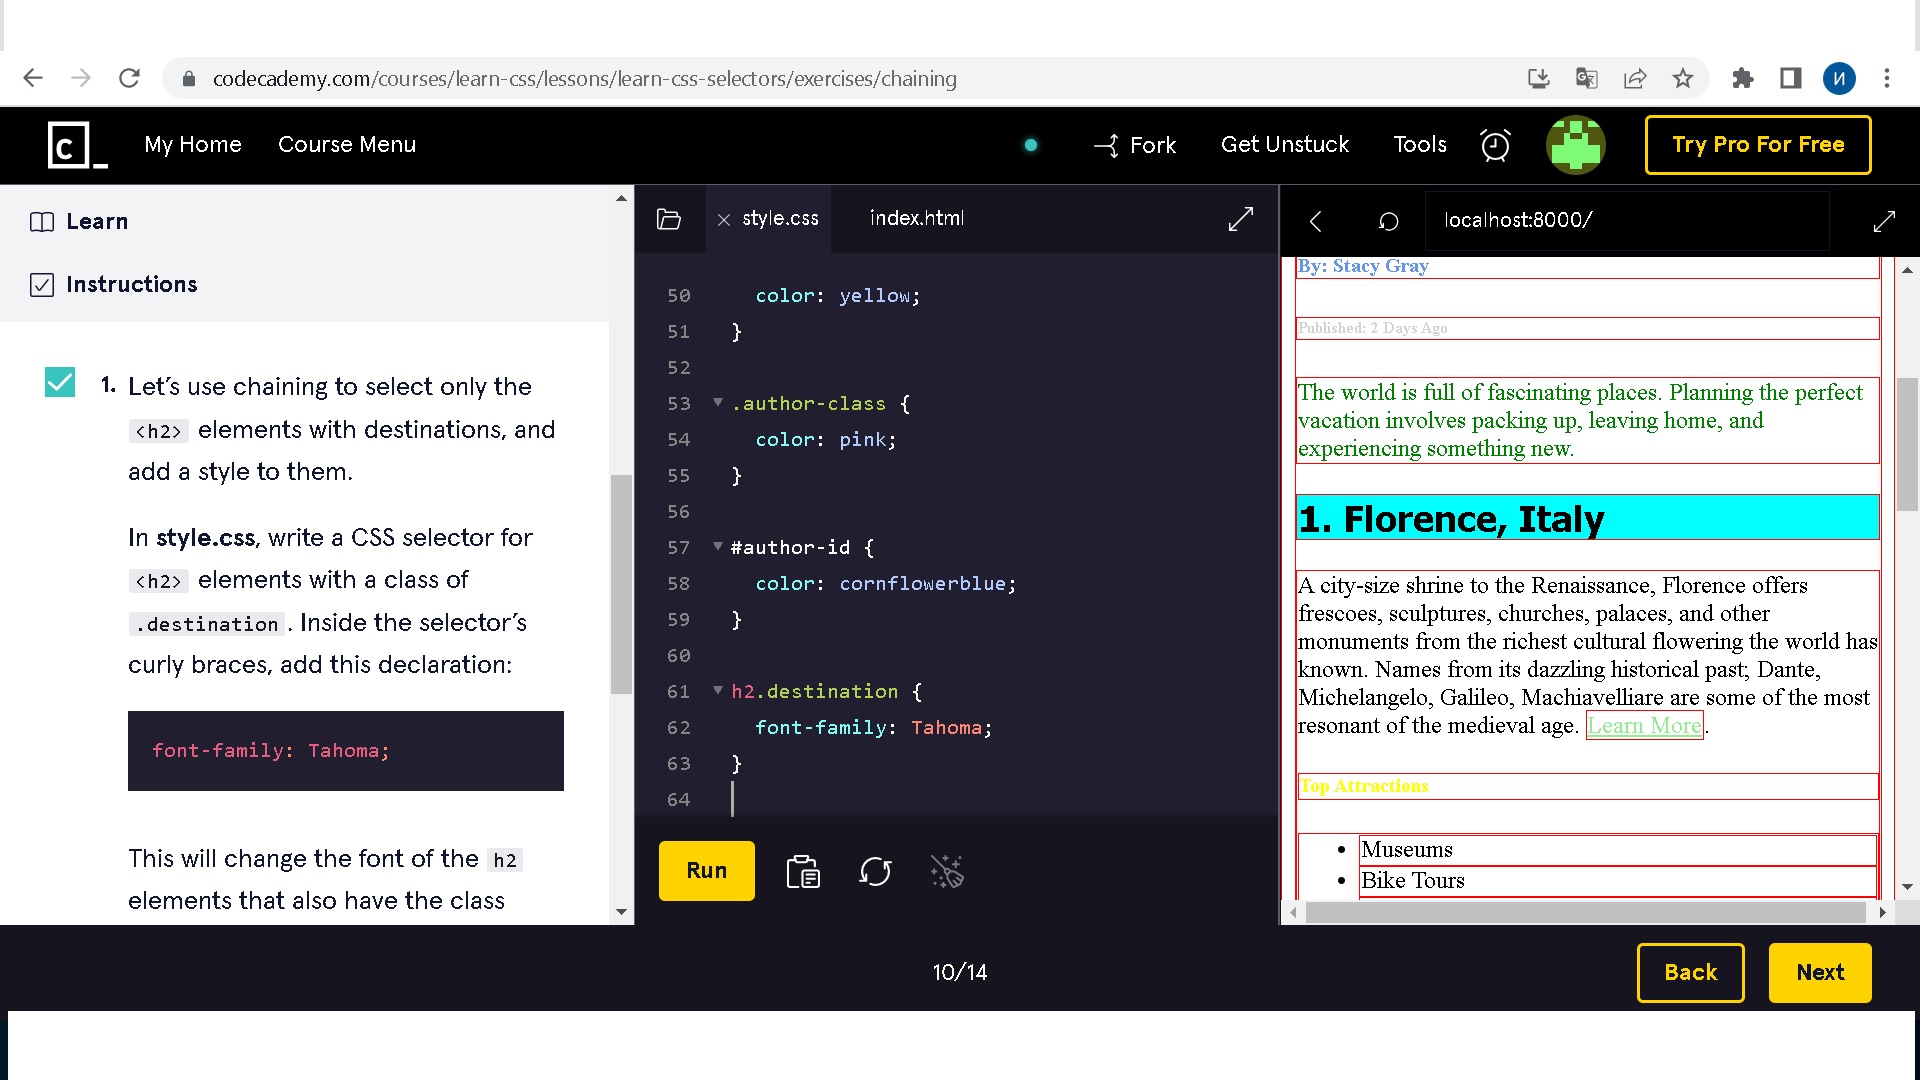 codecademy.com/courses/learn-css/lessons/learn-css-selectors/exercises/chaining
И
c_
My Home
Course Menu
Fork
Get Unstuck
Tools
Try Pro For Free
Learn
Instructions
1. Let's use chaining to select only the
<h2> elements with destinations, and
add a style to them.
In style.css, write a CSS selector for
<h2> elements with a class of
.destination . Inside the selector's
curly braces, add this declaration:
font-family: Tahoma;
This will change the font of the h2
elements that also have the class
style.css
index.html
50 color: yellow;
51 }
52
53 .author-class {
54 color: pink;
55 }
56
57 #author-id {
58 color: cornflowerblue;
59 }
60
61 h2.destination {
62 font-family: Tahoma;
63 }
64
Run
localhost:8000/
By: Stacy Gray
Published: 2 Days Ago
The world is full of fascinating places. Planning the perfect
vacation involves packing up, leaving home, and
experiencing something new.
1. Florence, Italy
A city-size shrine to the Renaissance, Florence offers
frescoes, sculptures, churches, palaces, and other
monuments from the richest cultural flowering the world has
known. Names from its dazzling historical past; Dante,
Michelangelo, Galileo, Machiavelliare are some of the most
resonant of the medieval age. Learn More.
Top Attractions
• Museums
• Bike Tours
10/14
Back
Next